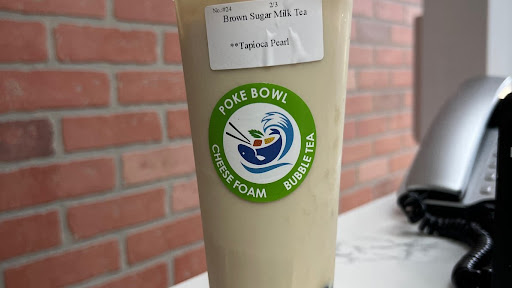 No.:#24 2/3
Brown Sugar Milk Tea
**Tapioca Pearl
POKE BOWL
CHEESE FOAM
BUBBLE TEA